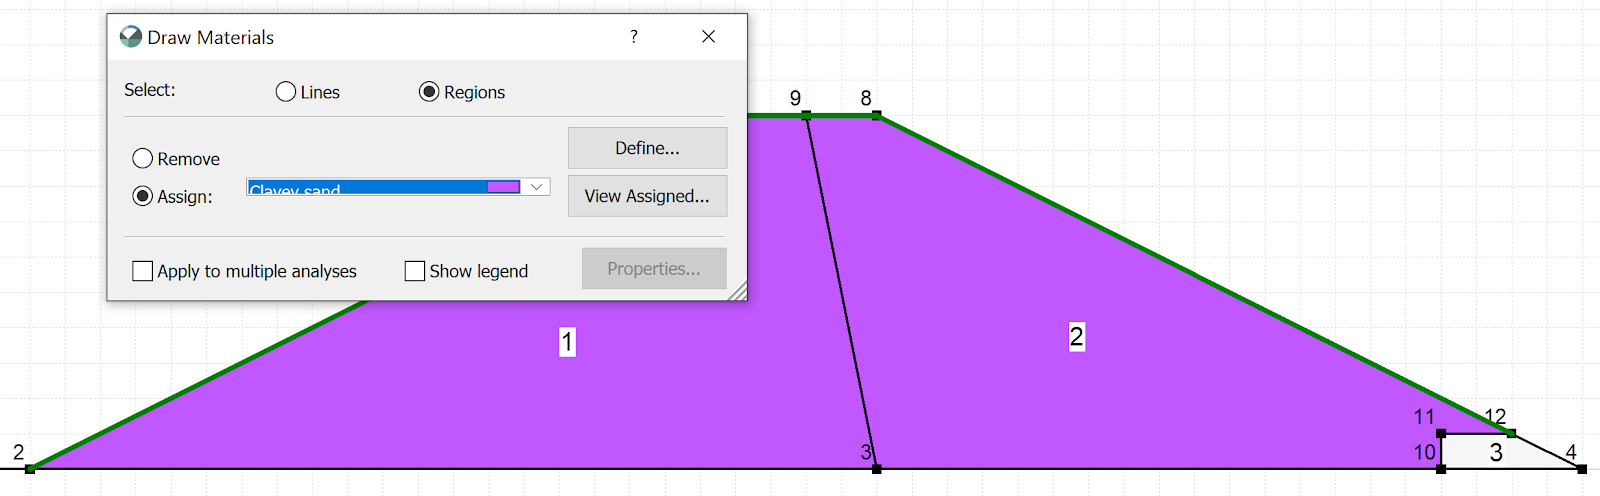 Draw Materials ?
Select: Lines Regions
Remove
Define...
Assign: Clayey sand
View Assigned...
Apply to multiple analyses Show legend Properties...
9 8
1 2
11 12
2 3 10 3 4